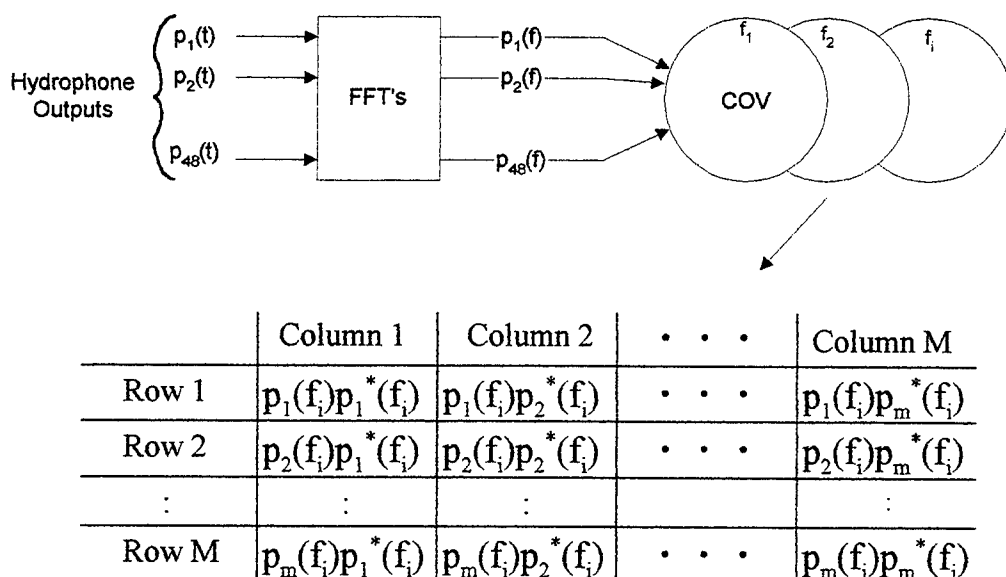 p₁(t) p₁(f) f₁ f₂ fᵢ
Hydrophone Outputs p₂(t) FFT's p₂(f) COV
p₄₈(t) p₄₈(f)
Column 1 Column 2 • • • Column M
Row 1 p₁(fᵢ)p₁*(fᵢ) p₁(fᵢ)p₂*(fᵢ) • • • p₁(fᵢ)pₘ*(fᵢ)
Row 2 p₂(fᵢ)p₁*(fᵢ) p₂(fᵢ)p₂*(fᵢ) • • • p₂(fᵢ)pₘ*(fᵢ)
: : : :
Row M pₘ(fᵢ)p₁*(fᵢ) pₘ(fᵢ)p₂*(fᵢ) • • • pₘ(fᵢ)pₘ*(fᵢ)